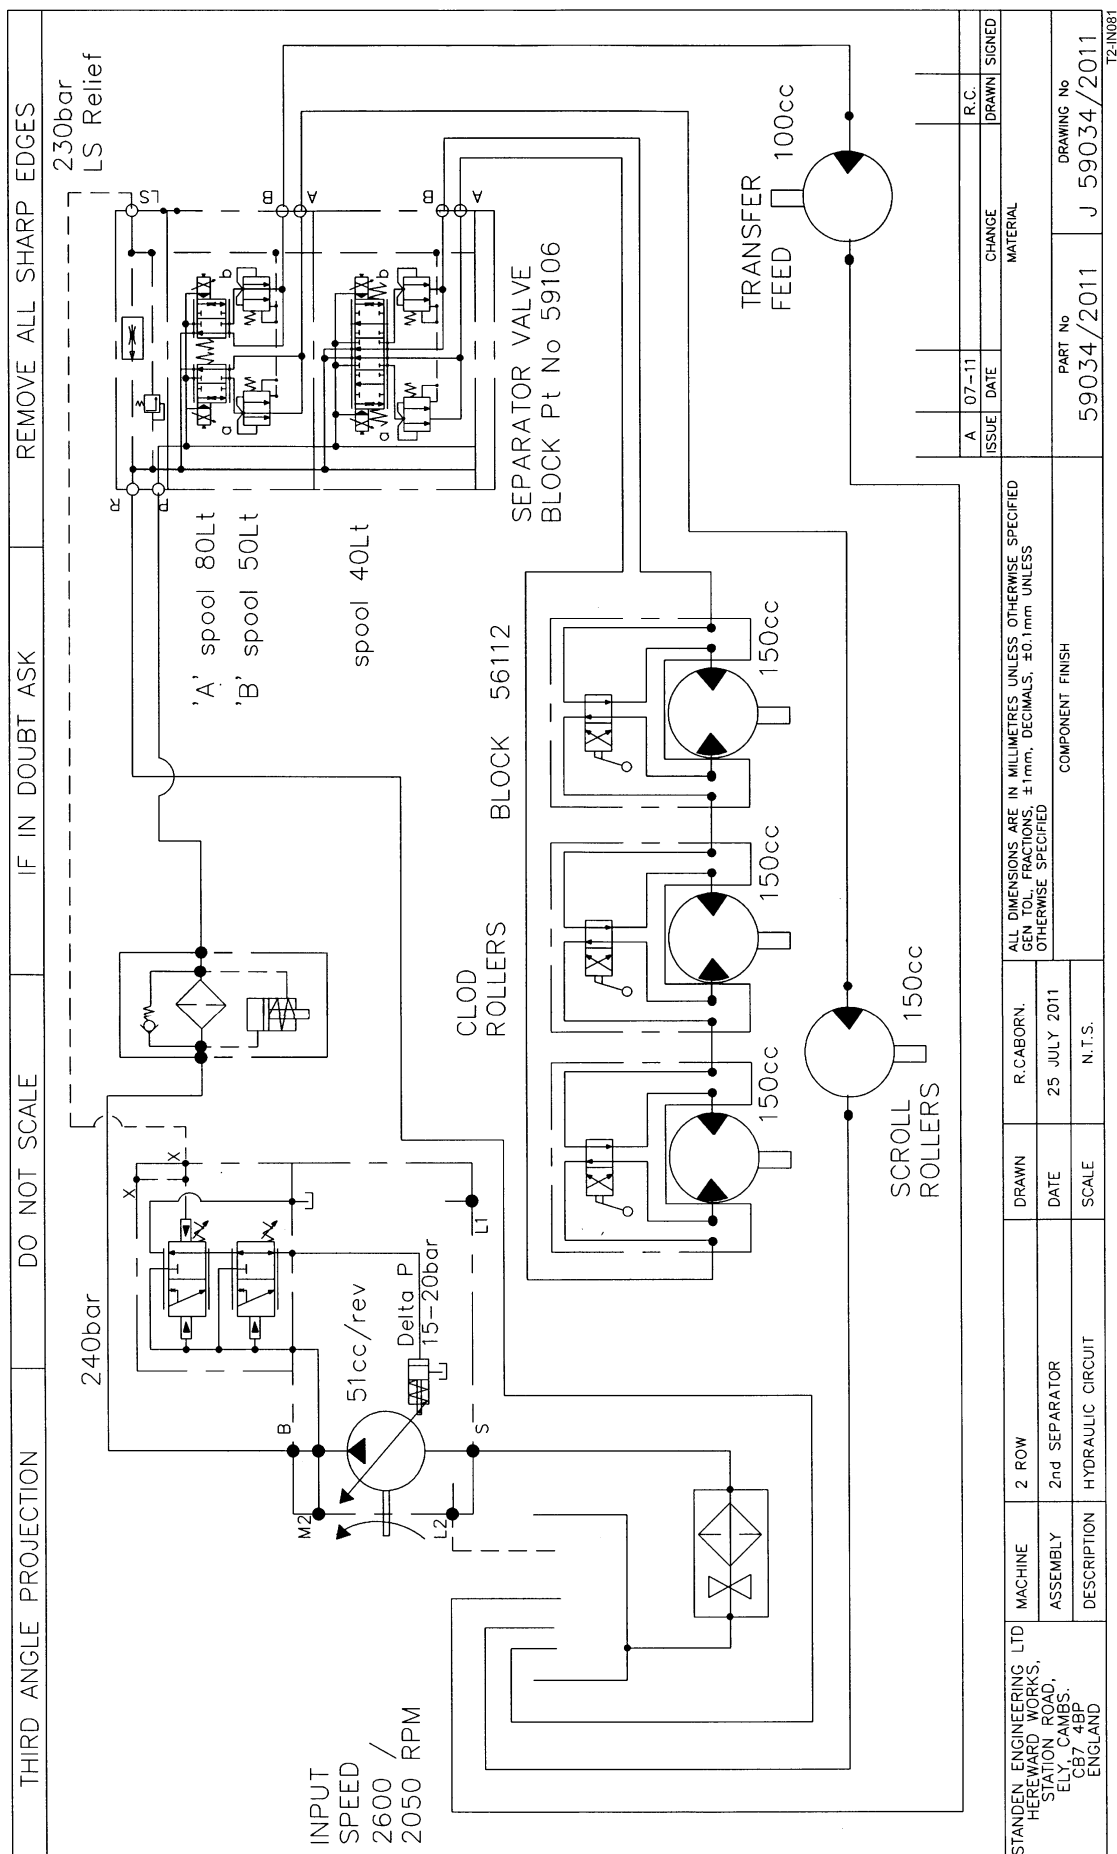 THIRD ANGLE PROJECTION
DO NOT SCALE
IF IN DOUBT ASK
REMOVE ALL SHARP EDGES
230bar
LS Relief
240bar
X
X
L1
B
M2
51cc/rev
Delta P
15-20bar
S
L2
INPUT
SPEED
2600 /
2050 RPM
R
P
LS
a
b
B
A
a
b
B
A
'A' spool 80Lt
'B' spool 50Lt
spool 40Lt
SEPARATOR VALVE
BLOCK Pt No 59106
CLOD
ROLLERS
BLOCK 56112
150cc
150cc
150cc
SCROLL
ROLLERS
150cc
TRANSFER
FEED
100cc
STANDEN ENGINEERING LTD
HEREWARD WORKS,
STATION ROAD,
ELY, CAMBS.
CB7 4BP
ENGLAND
MACHINE
2 ROW
ASSEMBLY
2nd SEPARATOR
DESCRIPTION
HYDRAULIC CIRCUIT
DRAWN
R.CABORN.
DATE
25 JULY 2011
SCALE
N.T.S.
ALL DIMENSIONS ARE IN MILLIMETRES UNLESS OTHERWISE SPECIFIED
GEN TOL, FRACTIONS, ±1mm, DECIMALS, ±0.1mm UNLESS
OTHERWISE SPECIFIED
COMPONENT FINISH
A
07-11
R.C.
ISSUE
DATE
CHANGE
DRAWN
SIGNED
MATERIAL
PART No
59034/2011
DRAWING No
J 59034/2011
T2-IN081